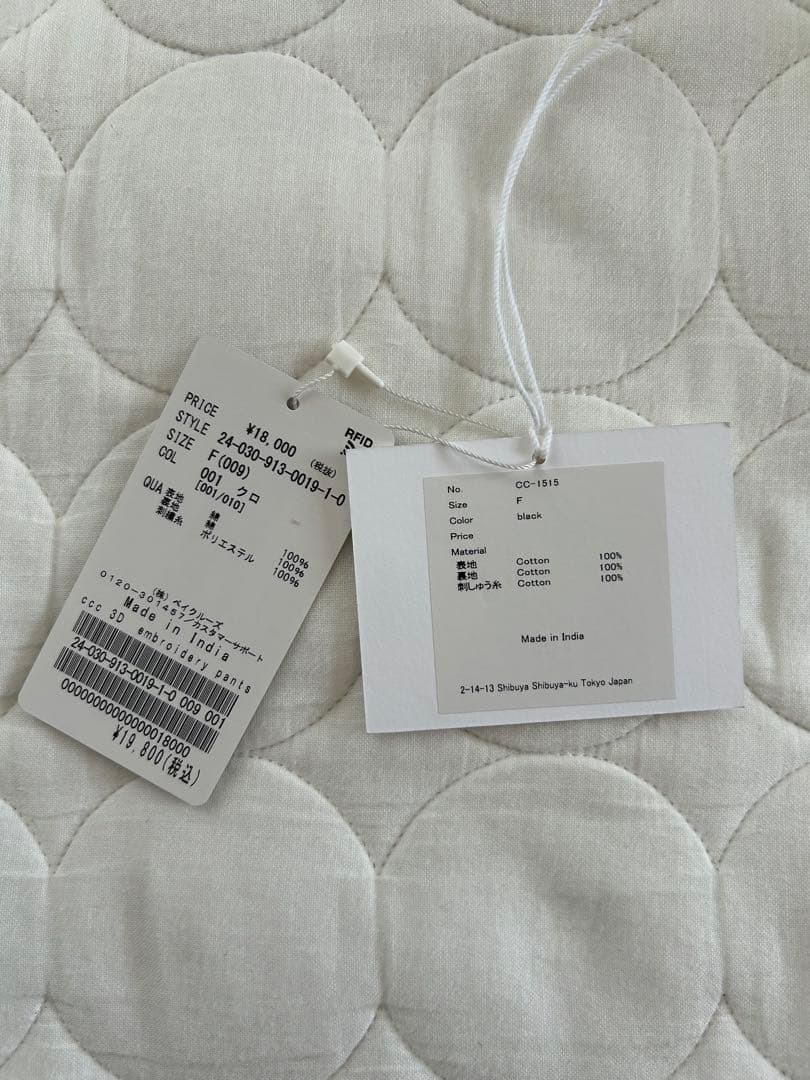 RFID
PRICE ¥18,000 (税抜)
STYLE 24-030-913-0019-1-0
SIZE F(009)
COL 001 クロ
[001/010]
QUA 表地 綿 100%
裏地 綿 100%
刺繍糸 ポリエステル 100%
(株)ベイクルーズ
0120-301457/カスタマーサポート
Made in India
ccc 3D embroidery pants
24-030-913-0019-1-0 009 001
0000000000000018000
¥19,800(税込)
No. CC-1515
Size F
Color black
Price
Material
表地 Cotton 100%
裏地 Cotton 100%
刺しゅう糸 Cotton 100%
Made in India
2-14-13 Shibuya Shibuya-ku Tokyo Japan